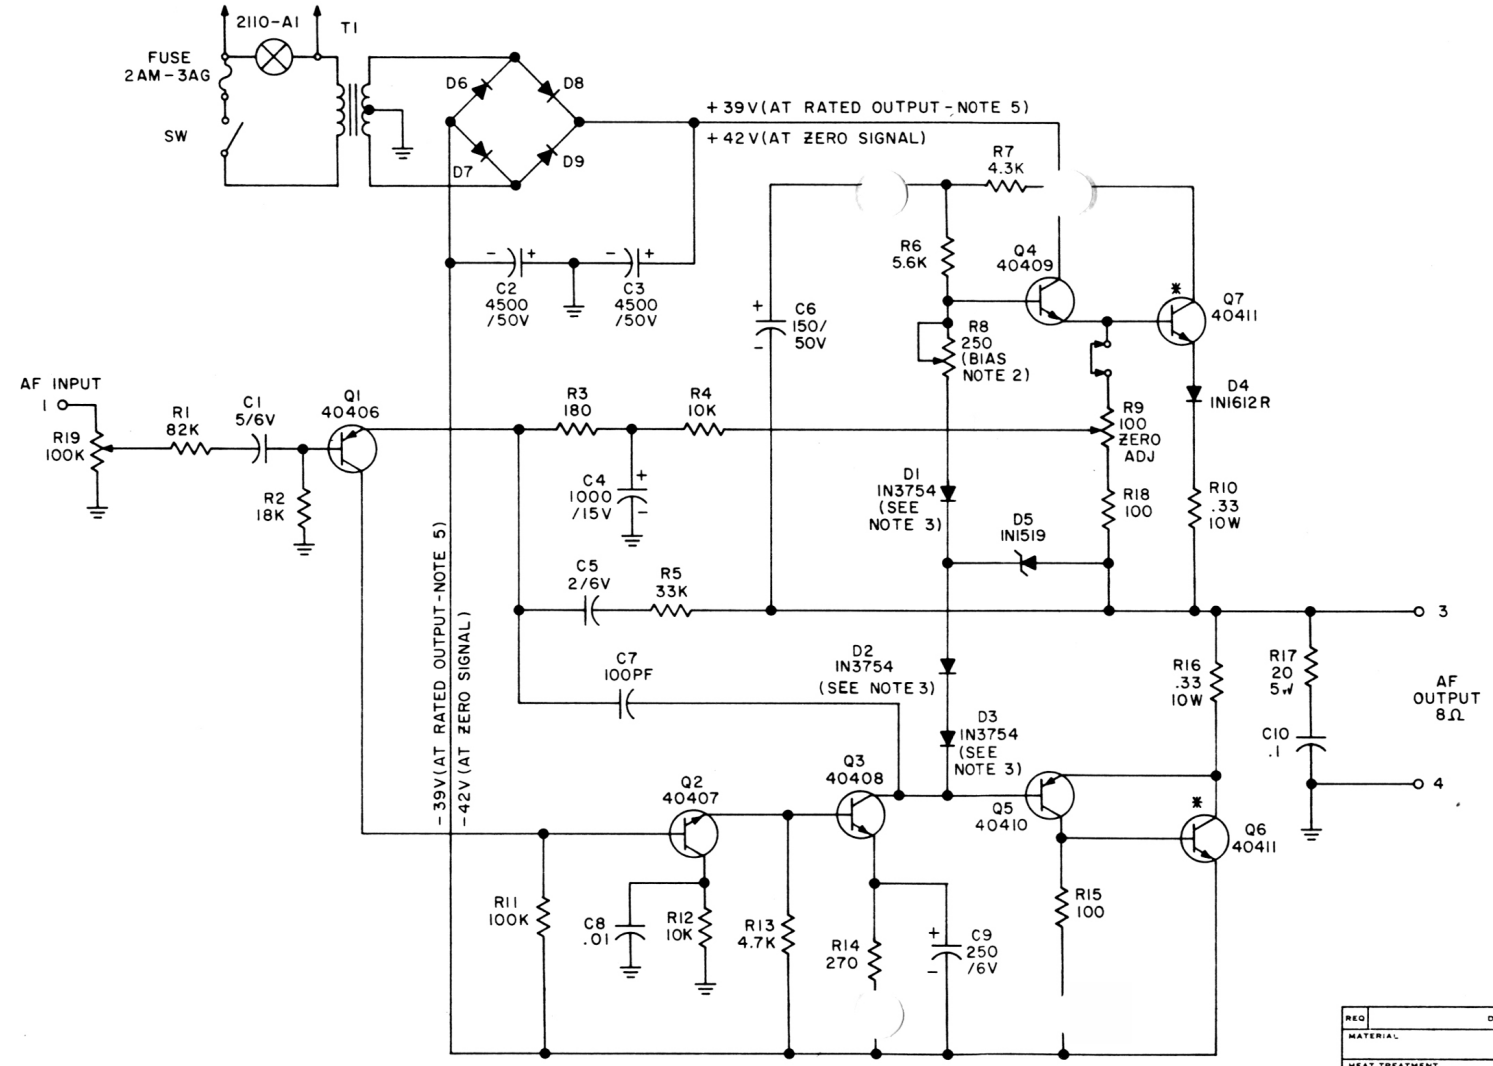 2110-A1
T1
FUSE
2AM-3AG
SW
D6
D8
D7
D9
+39V(AT RATED OUTPUT-NOTE 5)
+42V(AT ZERO SIGNAL)
R7
4.3K
R6
5.6K
Q4
40409
Q7
40411
*
C2
4500
/50V
C3
4500
/50V
C6
150/
50V
R8
250
(BIAS
NOTE 2)
D4
IN1612R
AF INPUT
1
R19
100K
R1
82K
C1
5/6V
Q1
40406
R3
180
R4
10K
R9
100
ZERO
ADJ
R2
18K
C4
1000
/15V
D1
IN3754
(SEE
NOTE 3)
R18
100
R10
.33
10W
D5
IN1519
C5
2/6V
R5
33K
3
-39V(AT RATED OUTPUT-NOTE 5)
-42V(AT ZERO SIGNAL)
C7
100PF
D2
IN3754
(SEE NOTE 3)
R16
.33
10W
R17
20
5W
AF
OUTPUT
8Ω
D3
IN3754
(SEE
NOTE 3)
C10
.1
4
Q2
40407
Q3
40408
Q5
40410
*
Q6
40411
R11
100K
C8
.01
R12
10K
R13
4.7K
R14
270
C9
250
/6V
R15
100
+
-
REQ
D
MATERIAL
HEAT TREATMENT